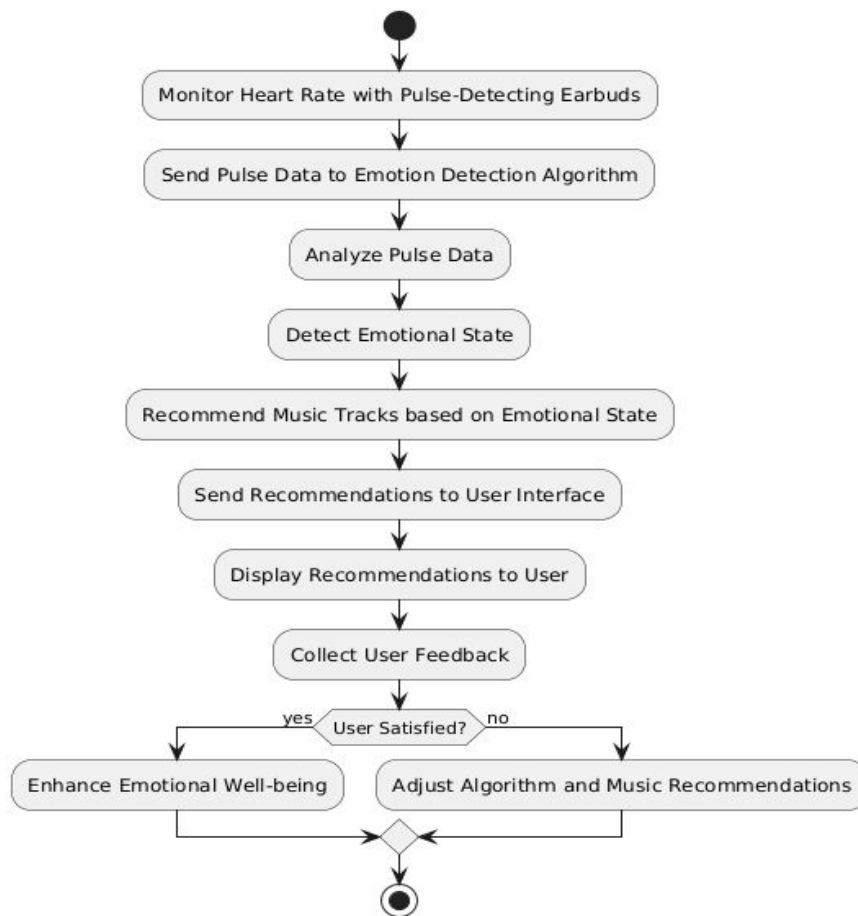 Monitor Heart Rate with Pulse-Detecting Earbuds
Send Pulse Data to Emotion Detection Algorithm
Analyze Pulse Data
Detect Emotional State
Recommend Music Tracks based on Emotional State
Send Recommendations to User Interface
Display Recommendations to User
Collect User Feedback
yes
User Satisfied?
no
Enhance Emotional Well-being
Adjust Algorithm and Music Recommendations